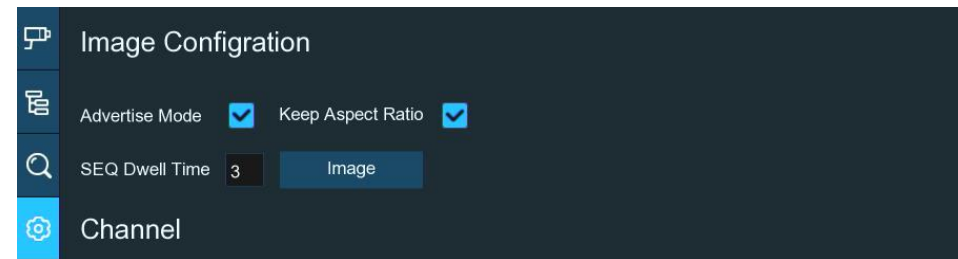 Image Configration
Advertise Mode Keep Aspect Ratio
SEQ Dwell Time 3 Image
Channel